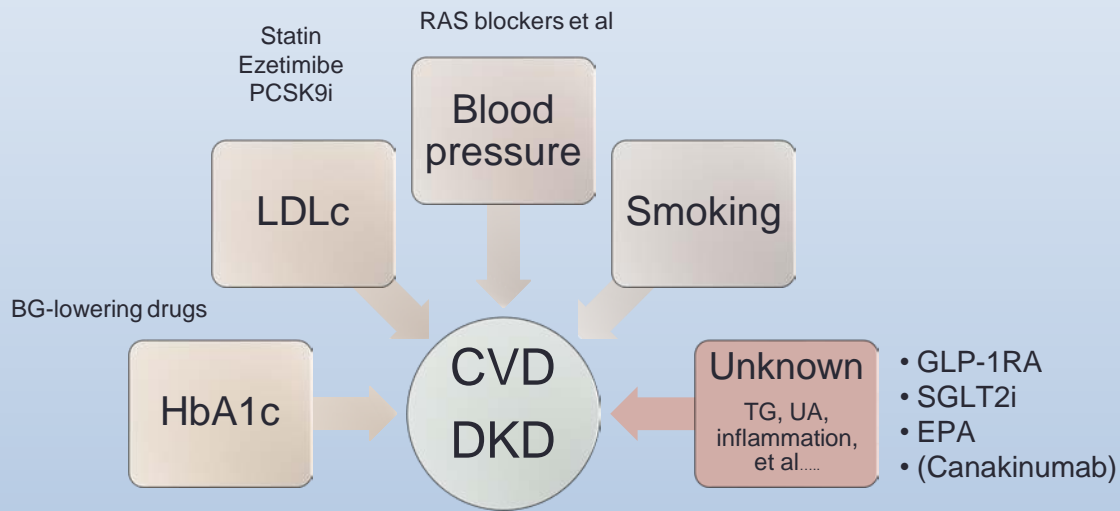 RAS blockers et al
Statin
Ezetimibe
PCSK9i
Blood
pressure
LDLc
Smoking
BG-lowering drugs
HbA1c
CVD
DKD
Unknown
TG, UA,
inflammation,
et al.....
• GLP-1RA
• SGLT2i
• EPA
• (Canakinumab)